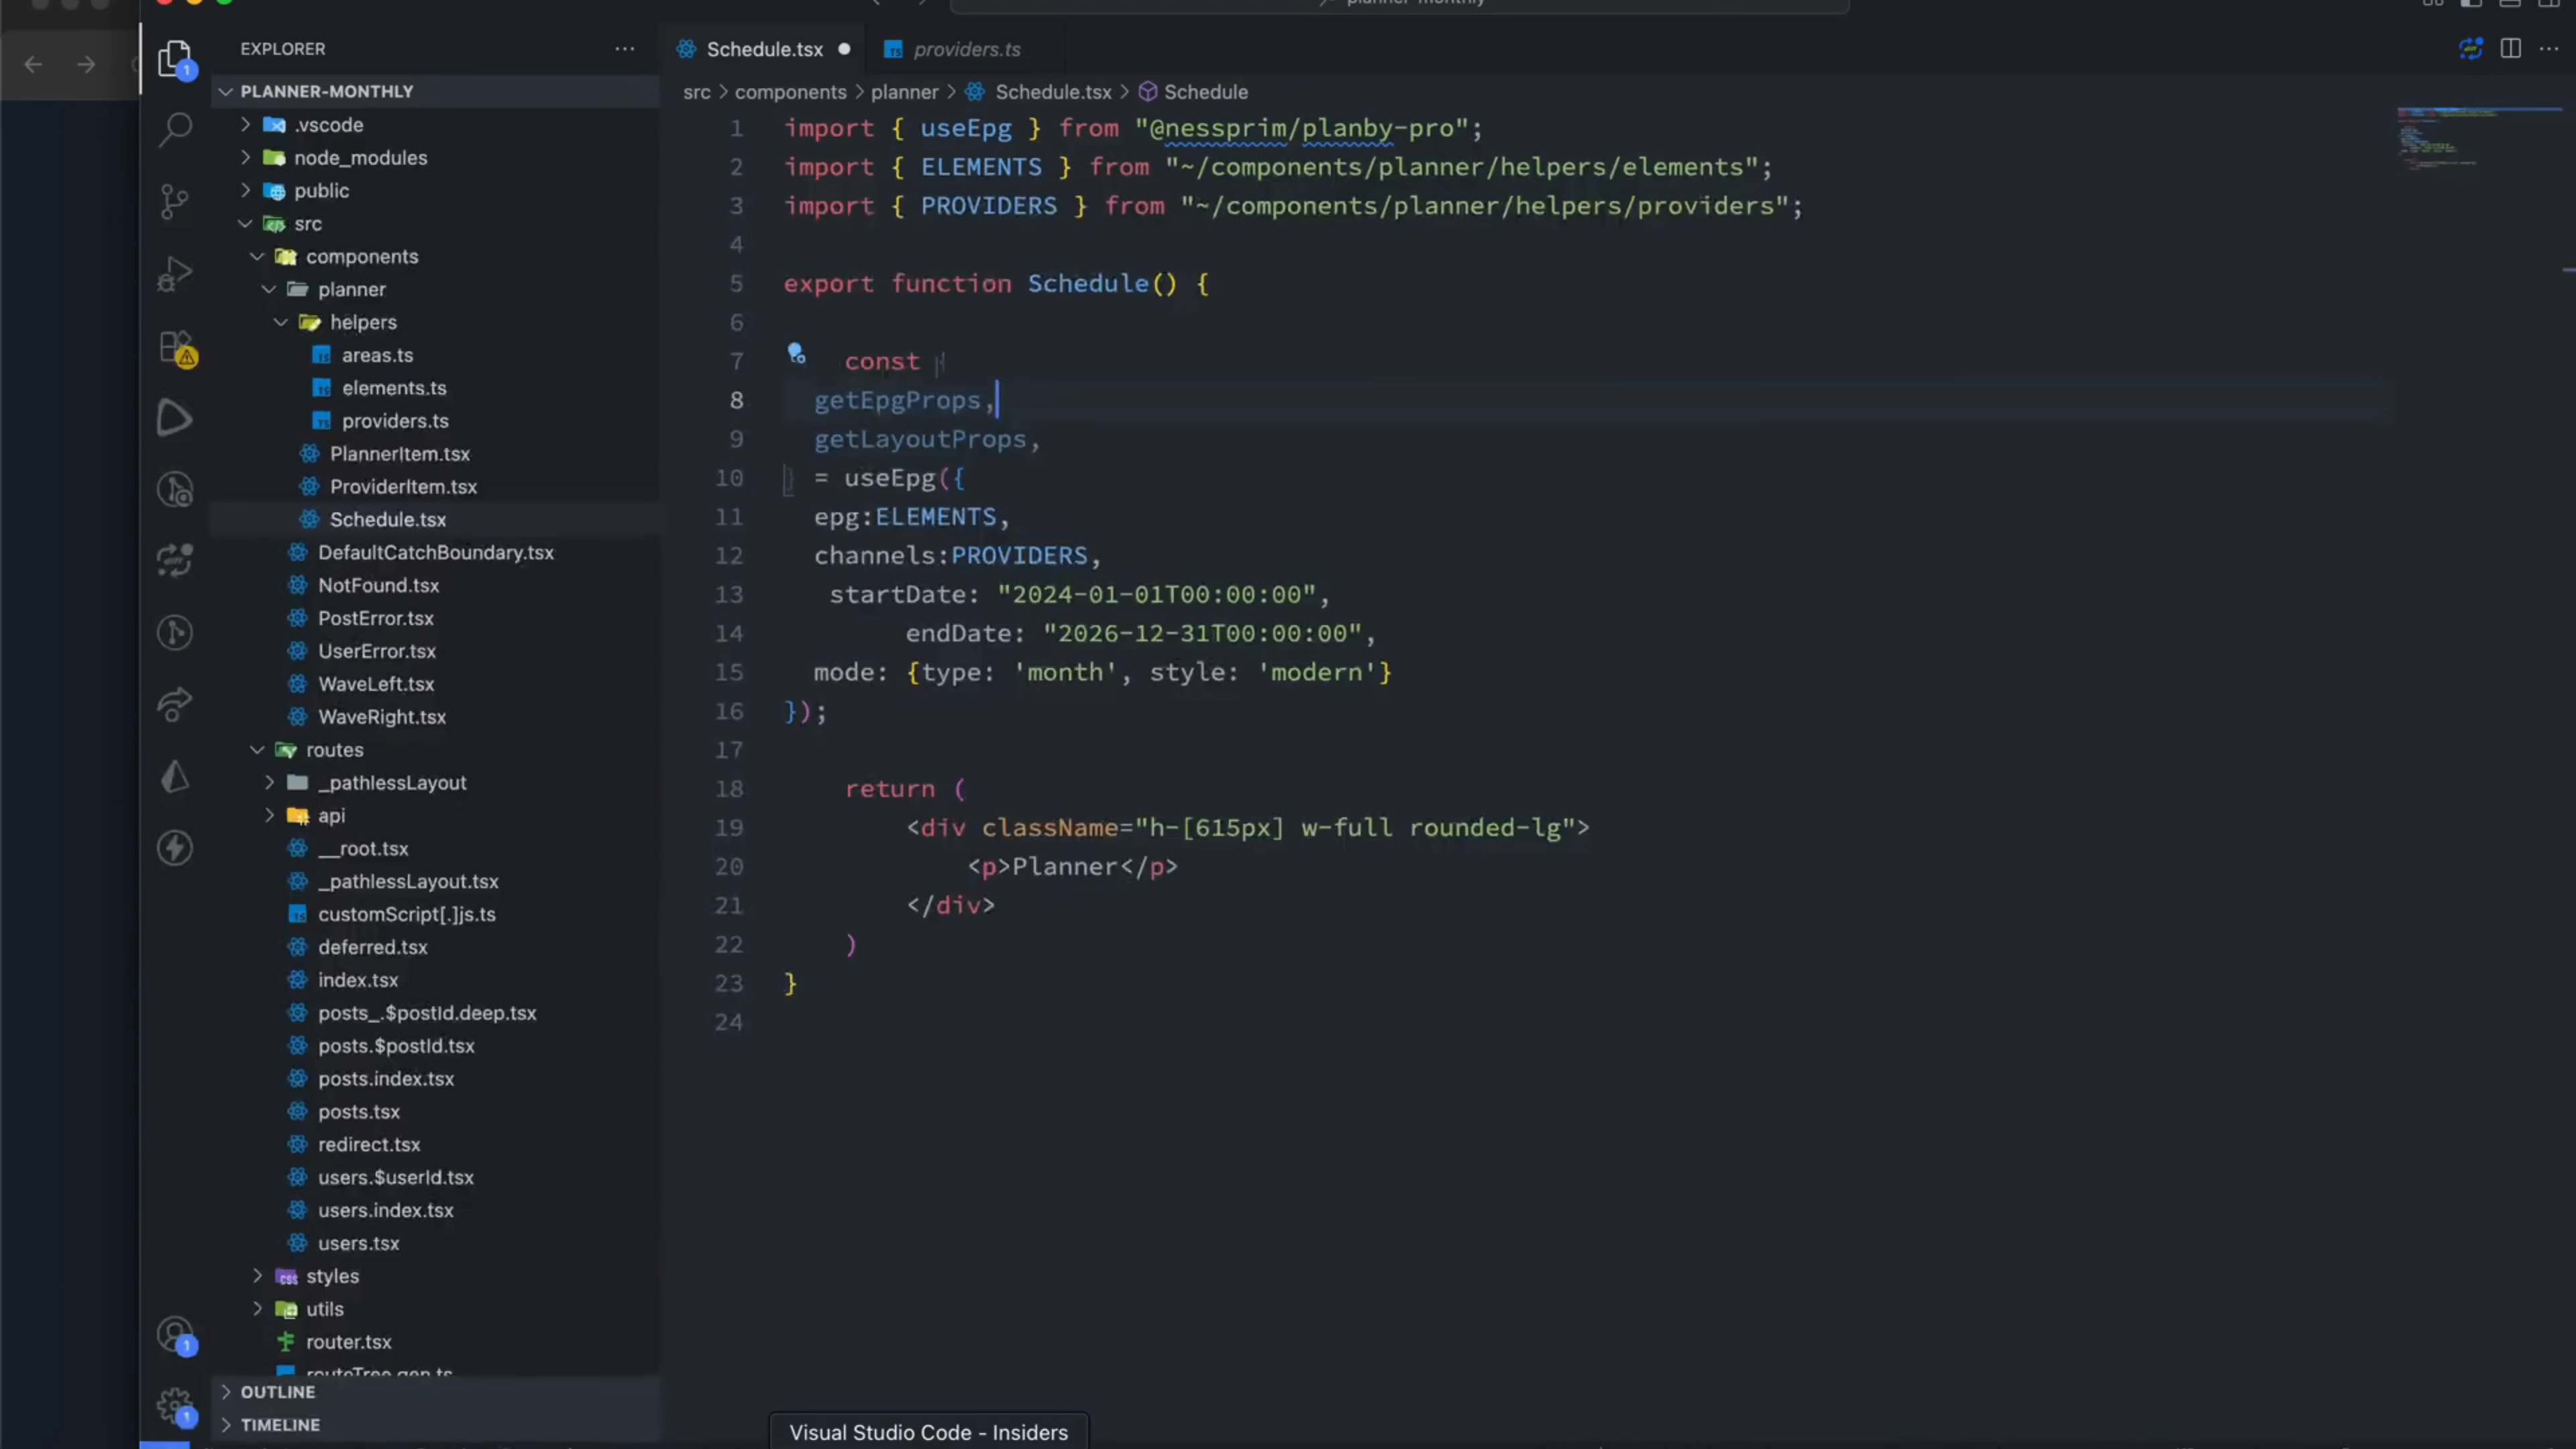 EXPLORER
PLANNER-MONTHLY
.vscode
node_modules
public
src
components
planner
helpers
areas.ts
elements.ts
providers.ts
PlannerItem.tsx
ProviderItem.tsx
Schedule.tsx
DefaultCatchBoundary.tsx
NotFound.tsx
PostError.tsx
UserError.tsx
WaveLeft.tsx
WaveRight.tsx
routes
_pathlessLayout
api
__root.tsx
_pathlessLayout.tsx
customScript[.]js.ts
deferred.tsx
index.tsx
posts_.$postId.deep.tsx
posts.$postId.tsx
posts.index.tsx
posts.tsx
redirect.tsx
users.$userId.tsx
users.index.tsx
users.tsx
styles
utils
router.tsx
routeTree.gen.ts
OUTLINE
TIMELINE
Schedule.tsx
providers.ts
src > components > planner > Schedule.tsx > Schedule
1 import { useEpg } from "@nessprim/planby-pro";
2 import { ELEMENTS } from "~/components/planner/helpers/elements";
3 import { PROVIDERS } from "~/components/planner/helpers/providers";
4
5 export function Schedule() {
6
7 const {
8 getEpgProps,
9 getLayoutProps,
10 } = useEpg({
11 epg:ELEMENTS,
12 channels:PROVIDERS,
13 startDate: "2024-01-01T00:00:00",
14 endDate: "2026-12-31T00:00:00",
15 mode: {type: 'month', style: 'modern'}
16 });
17
18 return (
19 <div className="h-[615px] w-full rounded-lg">
20 <p>Planner</p>
21 </div>
22 )
23 }
24
Visual Studio Code - Insiders